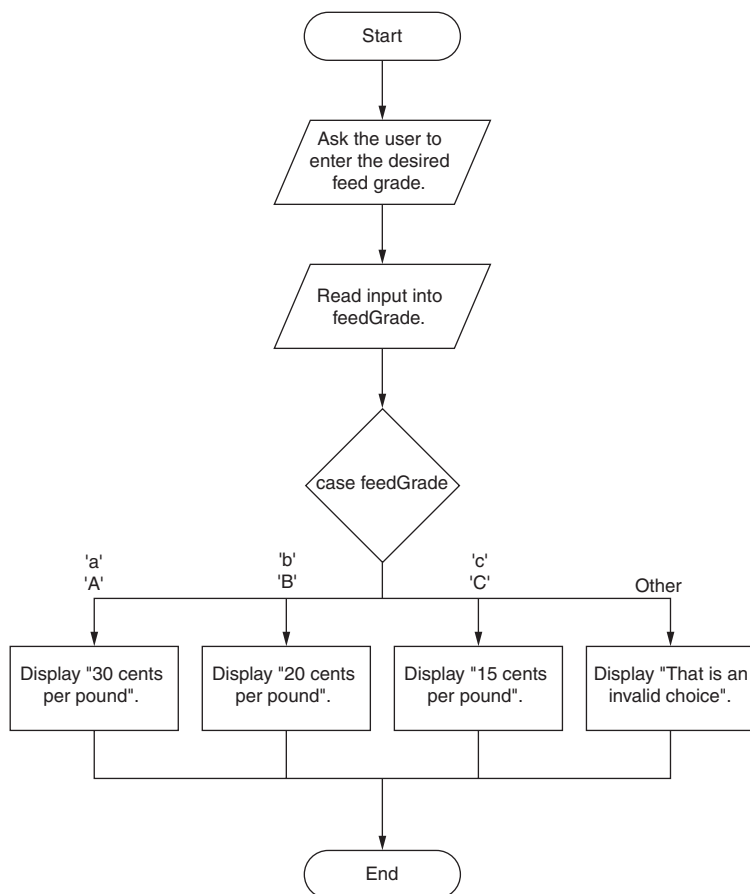 Start
Ask the user to
enter the desired
feed grade.
Read input into
feedGrade.
case feedGrade
'a'
'A'
'b'
'B'
'c'
'C'
Other
Display "30 cents
per pound".
Display "20 cents
per pound".
Display "15 cents
per pound".
Display "That is an
invalid choice".
End